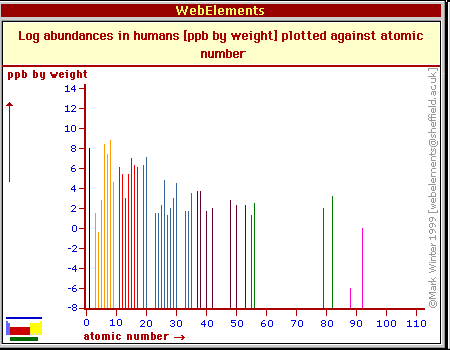 WebElements
Log abundances in humans [ppb by weight] plotted against atomic
number
ppb by weight
14
12
10
8
6
4
2
0
-2
-4
-6
-8
0 10 20 30 40 50 60 70 80 90 100 110
atomic number →
©Mark Winter 1999 [webelements@sheffield.ac.uk]